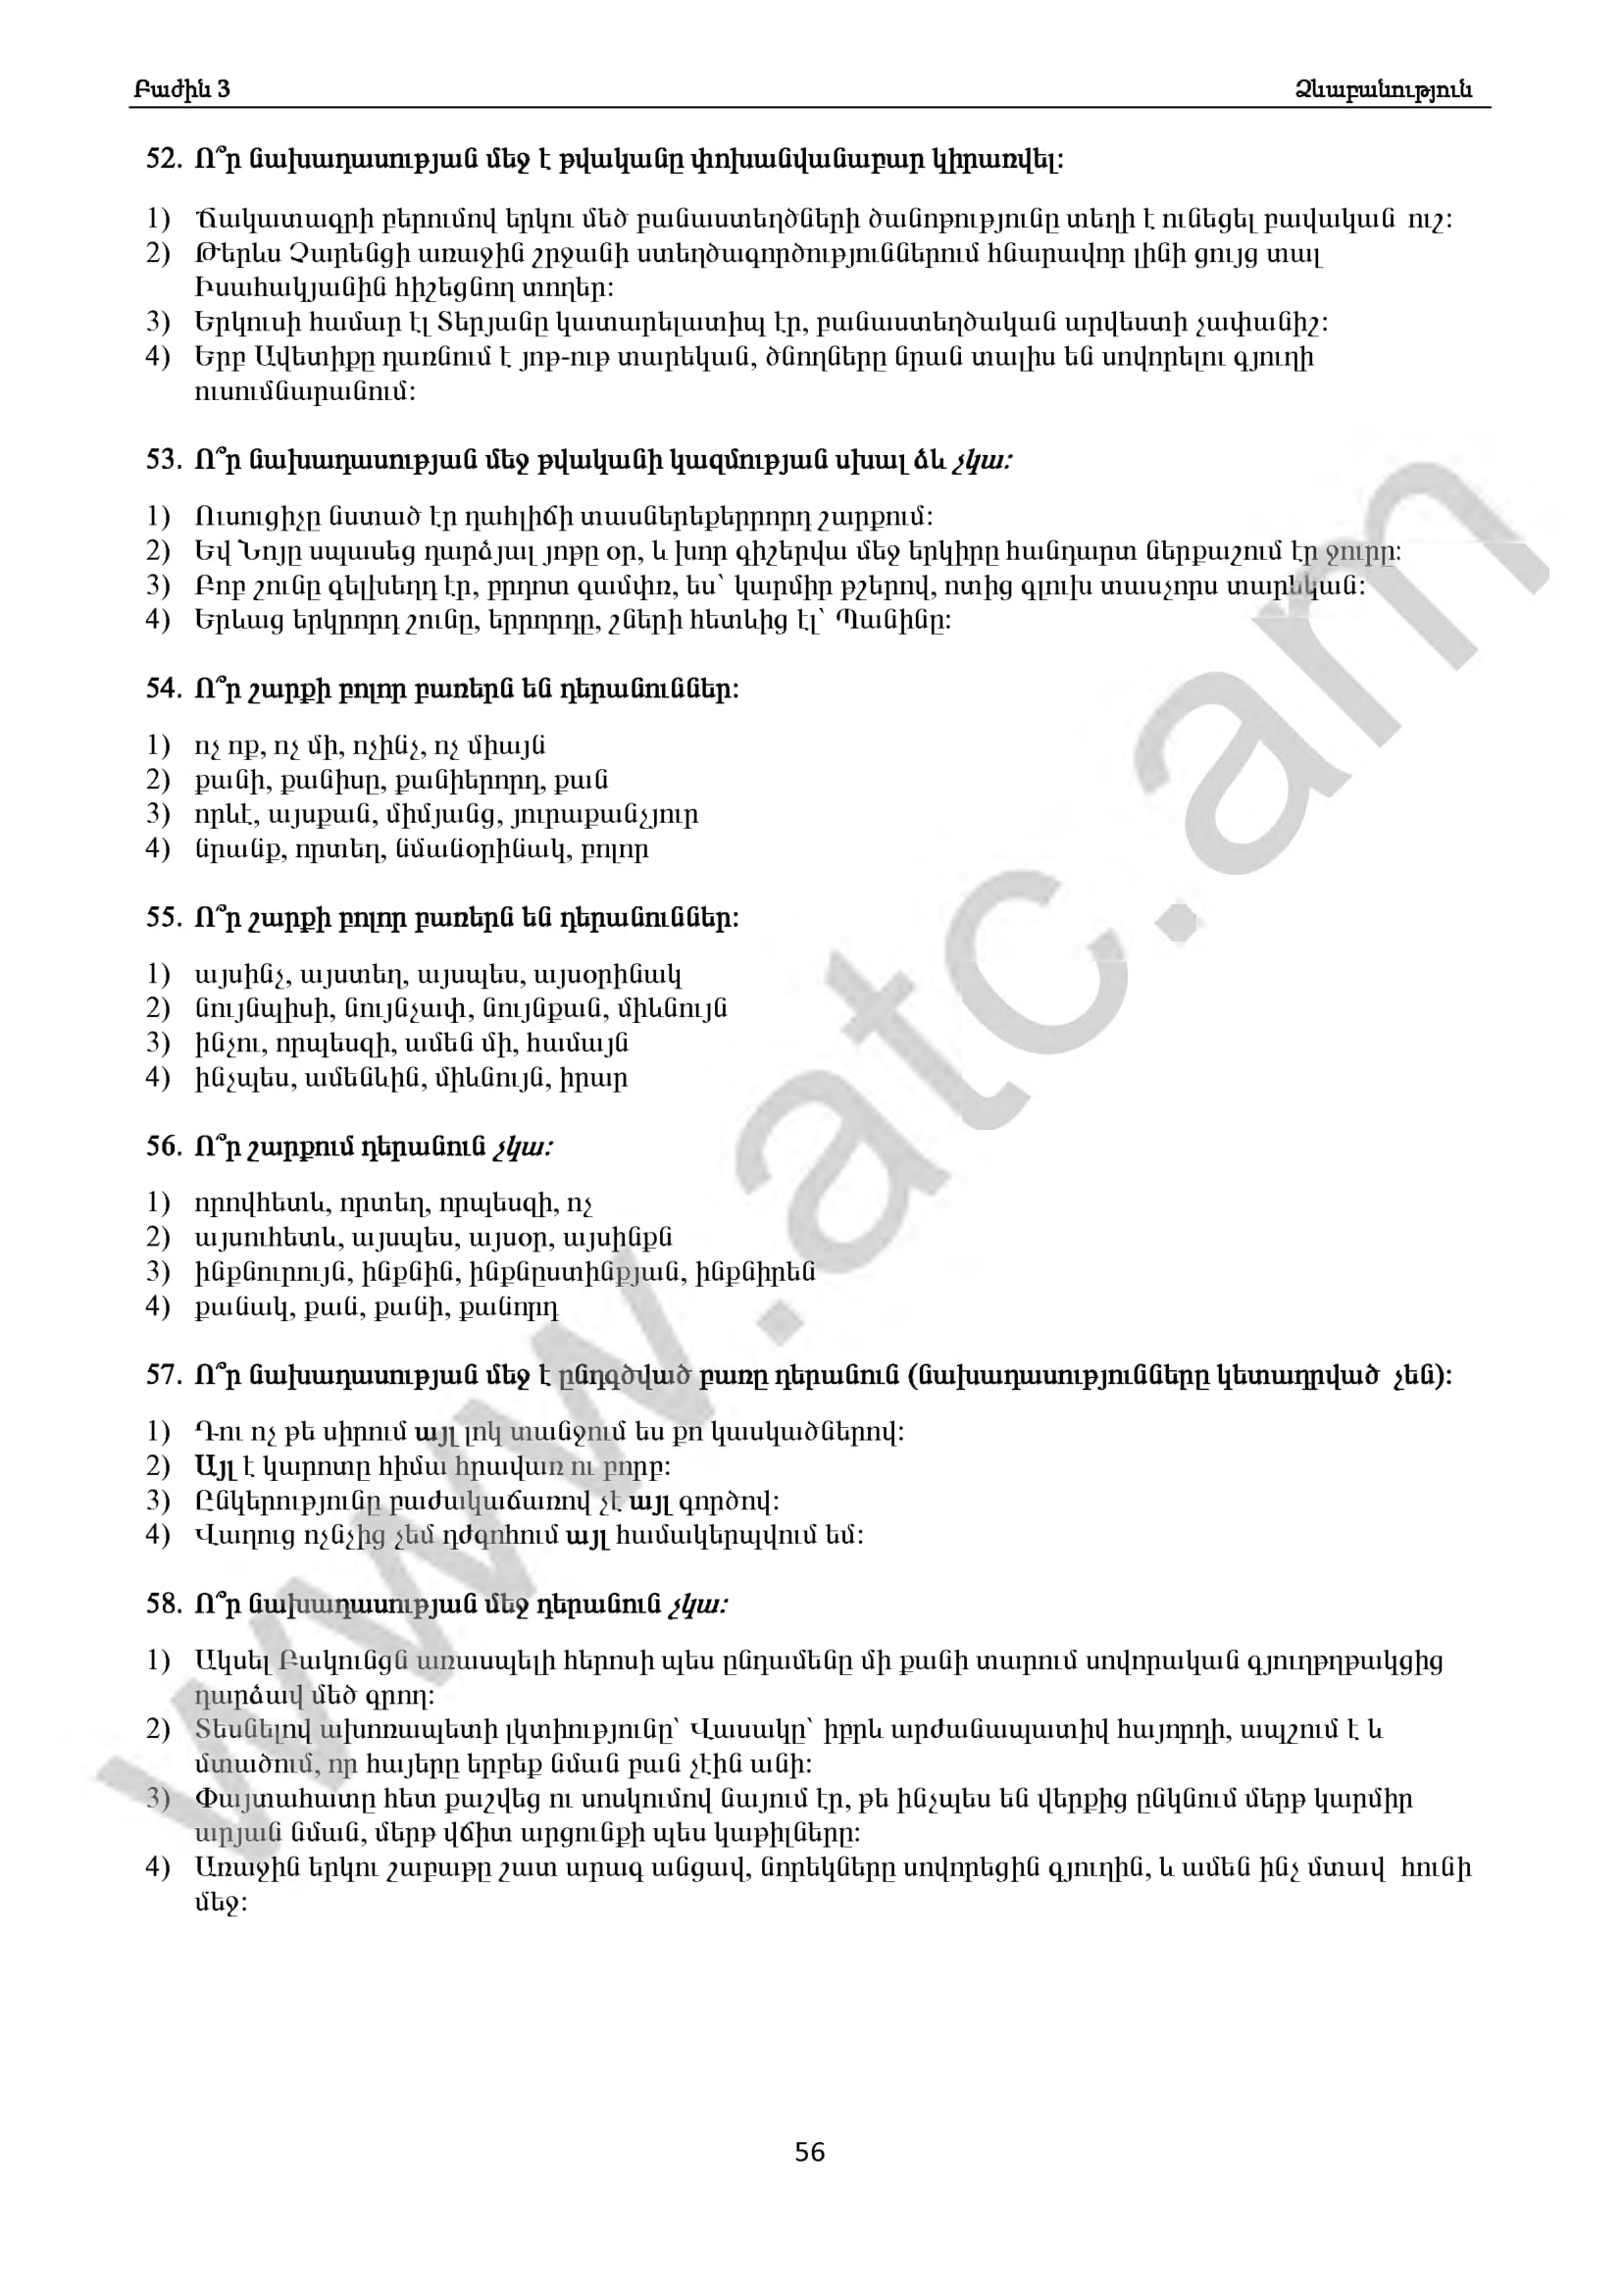 Բաժին 3 Ձևաբանություն
52. Ո՞ր նախադասության մեջ է թվականը փոխանվանաբար կիրառվել:
1) Ճակատագրի բերումով երկու մեծ բանաստեղծների ծանոթությունը տեղի է ունեցել բավական ուշ:
2) Թերևս Չարենցի առաջին շրջանի ստեղծագործություններում հնարավոր լինի ցույց տալ
Իսահակյանին հիշեցնող տողեր:
3) Երկուսի համար էլ Տերյանը կատարելատիպ էր, բանաստեղծական արվեստի չափանիշ:
4) Երբ Ավետիքը դառնում է յոթ-ութ տարեկան, ծնողները նրան տալիս են սովորելու գյուղի
ուսումնարանում:
53. Ո՞ր նախադասության մեջ թվականի կազմության սխալ ձև չկա:
1) Ուսուցիչը նստած էր դահլիճի տասներեքերրորդ շարքում:
2) Եվ Նոյը սպասեց դարձյալ յոթը օր, և խոր գիշերվա մեջ երկիրը հանդարտ ներքաշում էր ջուրը:
3) Բոբ շունը գելխեղդ էր, բրդոտ գամփռ, ես՝ կարմիր թշերով, ոտից գլուխ տասչորս տարեկան:
4) Երևաց երկրորդ շունը, երրորդը, շների հետևից էլ՝ Պանինը:
54. Ո՞ր շարքի բոլոր բառերն են դերանուններ:
1) ոչ ոք, ոչ մի, ոչինչ, ոչ միայն
2) քանի, քանիսը, քանիերորդ, քան
3) որևէ, այսքան, միմյանց, յուրաքանչյուր
4) նրանք, որտեղ, նմանօրինակ, բոլոր
55. Ո՞ր շարքի բոլոր բառերն են դերանուններ:
1) այսինչ, այստեղ, այսպես, այսօրինակ
2) նույնպիսի, նույնչափ, նույնքան, միևնույն
3) ինչու, որպեսզի, ամեն մի, համայն
4) ինչպես, ամենևին, միևնույն, իրար
56. Ո՞ր շարքում դերանուն չկա:
1) որովհետև, որտեղ, որպեսզի, ոչ
2) այսուհետև, այսպես, այսօր, այսինքն
3) ինքնուրույն, ինքնին, ինքնըստինքյան, ինքնիրեն
4) քանակ, քան, քանի, քանորդ
57. Ո՞ր նախադասության մեջ է ընդգծված բառը դերանուն (նախադասությունները կետադրված չեն):
1) Դու ոչ թե սիրում այլ լոկ տանջում ես քո կասկածներով:
2) Այլ է կարոտը հիմա հրավառ ու բորբ:
3) Ընկերությունը բաժակաճառով չէ այլ գործով:
4) Վաղուց ոչնչից չեմ դժգոհում այլ համակերպվում եմ:
58. Ո՞ր նախադասության մեջ դերանուն չկա:
1) Ակսել Բակունցն առասպելի հերոսի պես ընդամենը մի քանի տարում սովորական գյուղթղթակցից
դարձավ մեծ գրող:
2) Տեսնելով ախոռապետի լկտիությունը՝ Վասակը՝ իբրև արժանապատիվ հայորդի, ապշում է և
մտածում, որ հայերը երբեք նման բան չէին անի:
3) Փայտահատը հետ քաշվեց ու սոսկումով նայում էր, թե ինչպես են վերքից ընկնում մերթ կարմիր
արյան նման, մերթ վճիտ արցունքի պես կաթիլները:
4) Առաջին երկու շաբաթը շատ արագ անցավ, նորեկները սովորեցին գյուղին, և ամեն ինչ մտավ հունի
մեջ:
www.atc.am
56